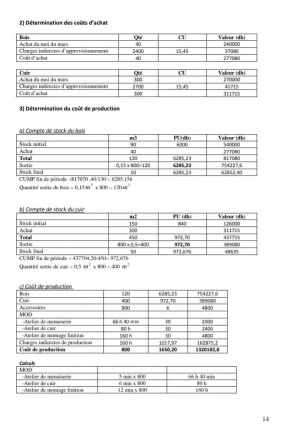 2) Détermination des coûts d'achat
Bois Qté CU Valeur (dh)
Achat du moi du mars 40 240000
Charges indirectes d'approvisionnement 2400 15,45 37080
Coût d'achat 40 277080
Cuir Qté CU Valeur (dh)
Achat du moi du mars 300 270000
Charges indirectes d'approvisionnement 2700 15,45 41715
Coût d'achat 300 311715
3) Détermination du coût de production
a) Compte de stock du bois
m3 PU(dh) Valeur (dh)
Stock initial 90 6000 540000
Achat 40 277080
Total 130 6285,23 817080
Sortie 0,15 x 800=120 6285,23 754227,6
Stock final 10 6285,23 62852,40
CUMP fin de période =817070 ,40/130 = 6285,156
Quantité sortie de bois = 0,15 m³ x 800 = 120 m³
b) Compte de stock du cuir
m2 PU (dh) Valeur (dh)
Stock initial 150 840 126000
Achat 300 311715
Total 450 972,70 437715
Sortie 800 x 0,5=400 972,70 389080
Stock final 50 972,676 48635
CUMP fin de période = 437704,20/450= 972,676
Quantité sortie de cuir = 0,5 m² x 800 = 400 m²
c) Coût de production
Bois 120 6285,23 754227,6
Cuir 400 972,70 389080
Accessoires 800 6 4800
MOD
-Atelier de menuiserie 66 h 40 min 30 2000
-Atelier de cuir 80 h 30 2400
-Atelier de montage finition 160 h 30 4800
Charges indirectes de production 160 h 1017,97 162875,2
Coût de production 800 1650,20 1320182,8
Calculs
MOD
-Atelier de menuiserie 5 min x 800 66 h 40 min
-Atelier de cuir 6 min x 800 80 h
-Atelier de montage finition 12 min x 800 160 h
14